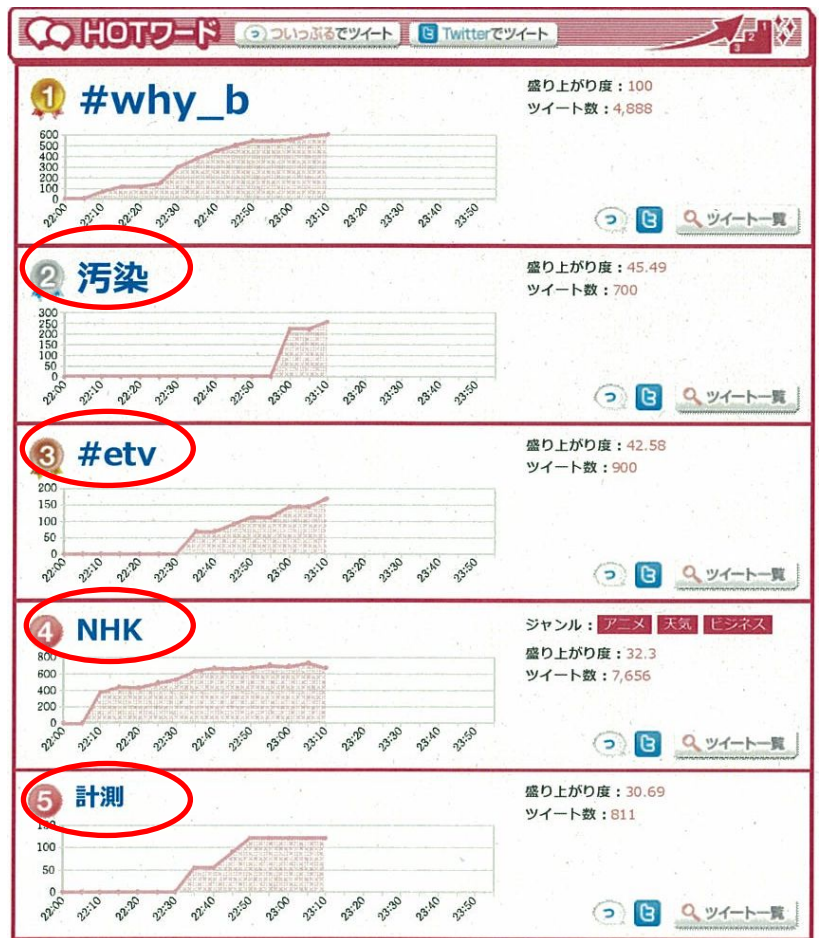 HOTワード
ついっぷるでツイート
Twitterでツイート
1 2 3
1 #why_b
盛り上がり度：100
ツイート数：4,888
600
500
400
300
200
100
0
22:00 22:10 22:20 22:30 22:40 22:50 23:00 23:10 23:20 23:30 23:40 23:50
っ ツイート一覧
2 汚染
盛り上がり度：45.49
ツイート数：700
300
250
200
150
100
50
0
22:00 22:10 22:20 22:30 22:40 22:50 23:00 23:10 23:20 23:30 23:40 23:50
っ ツイート一覧
3 #etv
盛り上がり度：42.58
ツイート数：900
200
150
100
50
0
22:00 22:10 22:20 22:30 22:40 22:50 23:00 23:10 23:20 23:30 23:40 23:50
っ ツイート一覧
4 NHK
ジャンル： アニメ 天気 ビジネス
盛り上がり度：32.3
ツイート数：7,656
800
600
400
200
0
22:00 22:10 22:20 22:30 22:40 22:50 23:00 23:10 23:20 23:30 23:40 23:50
っ ツイート一覧
5 計測
盛り上がり度：30.69
ツイート数：811
150
100
50
0
22:00 22:10 22:20 22:30 22:40 22:50 23:00 23:10 23:20 23:30 23:40 23:50
っ ツイート一覧